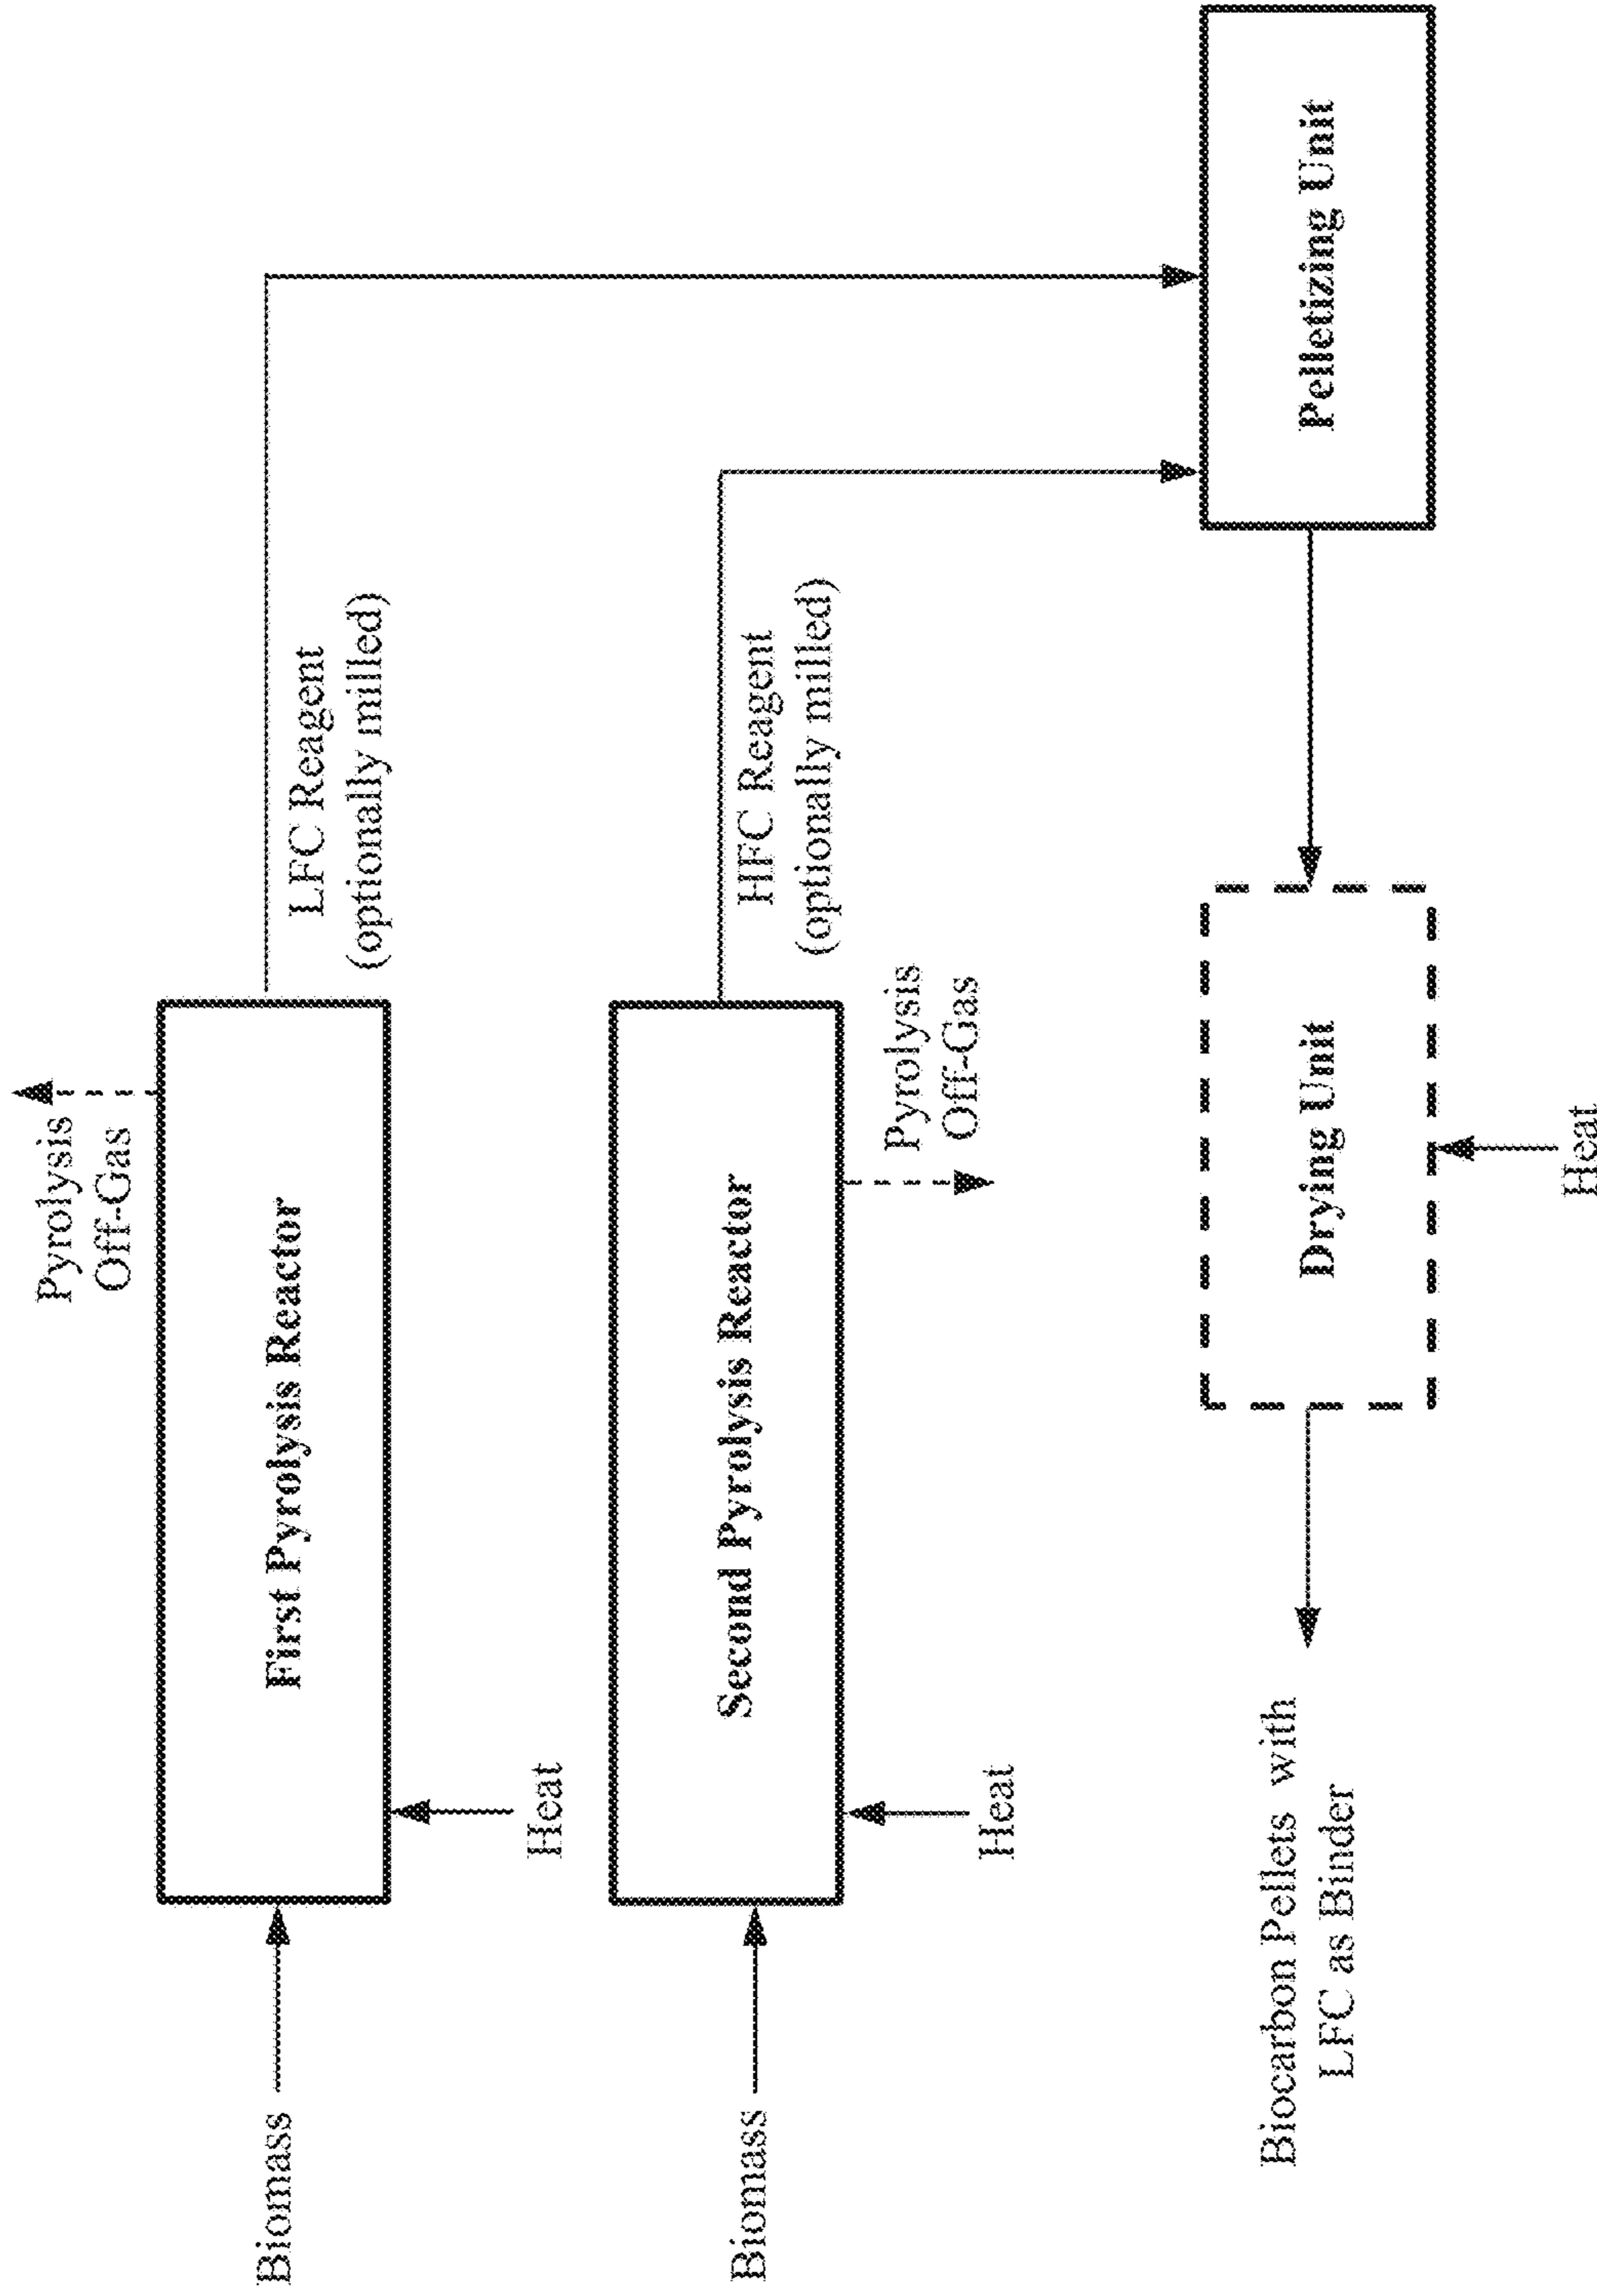 Pyrolysis
Off-Gas
Biomass
First Pyrolysis Reactor
LFC Reagent
(optionally milled)
Heat
Biomass
Second Pyrolysis Reactor
HFC Reagent
(optionally milled)
Heat
Pyrolysis
Off-Gas
Biocarbon Pellets with
LFC as Binder
Drying Unit
Pelletizing Unit
Heat